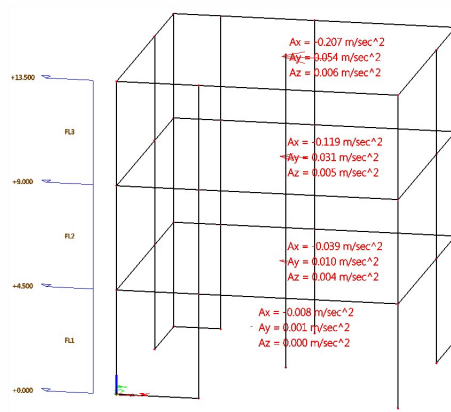 Ax = -0.207 m/sec^2
Ay = 0.054 m/sec^2
Az = 0.006 m/sec^2
+13.500
FL3
Ax = -0.119 m/sec^2
Ay = 0.031 m/sec^2
Az = 0.005 m/sec^2
+9.000
FL2
Ax = -0.039 m/sec^2
Ay = 0.010 m/sec^2
Az = 0.004 m/sec^2
+4.500
FL1
Ax = -0.008 m/sec^2
Ay = 0.001 m/sec^2
Az = 0.000 m/sec^2
+0.000